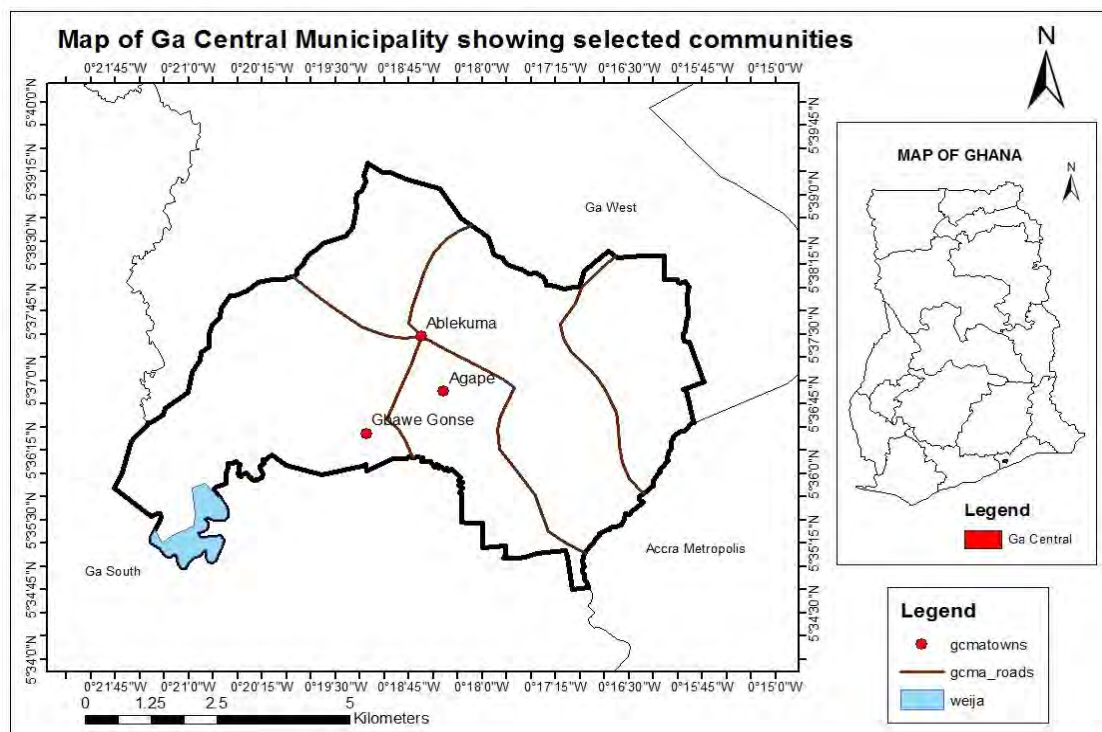 Map of Ga Central Municipality showing selected communities
0°21'45"W 0°21'0"W 0°20'15"W 0°19'30"W 0°18'45"W 0°18'0"W 0°17'15"W 0°16'30"W 0°15'45"W 0°15'0"W
5°40'0"N
5°39'15"N
5°38'30"N
5°37'45"N
5°37'0"N
5°36'15"N
5°35'30"N
5°34'45"N
5°34'0"N
Ga West
Ablekuma
Agape
Gbawe Gonse
Ga South
Accra Metropolis
5°39'45"N
5°39'0"N
5°38'15"N
5°37'30"N
5°36'45"N
5°36'0"N
5°35'15"N
5°34'30"N
0°21'45"W 0°21'0"W 0°20'15"W 0°19'30"W 0°18'45"W 0°18'0"W 0°17'15"W 0°16'30"W 0°15'45"W 0°15'0"W
0 1.25 2.5 5
Kilometers
N
MAP OF GHANA
N
Legend
Ga Central
Legend
gcmatowns
gcma_roads
weija